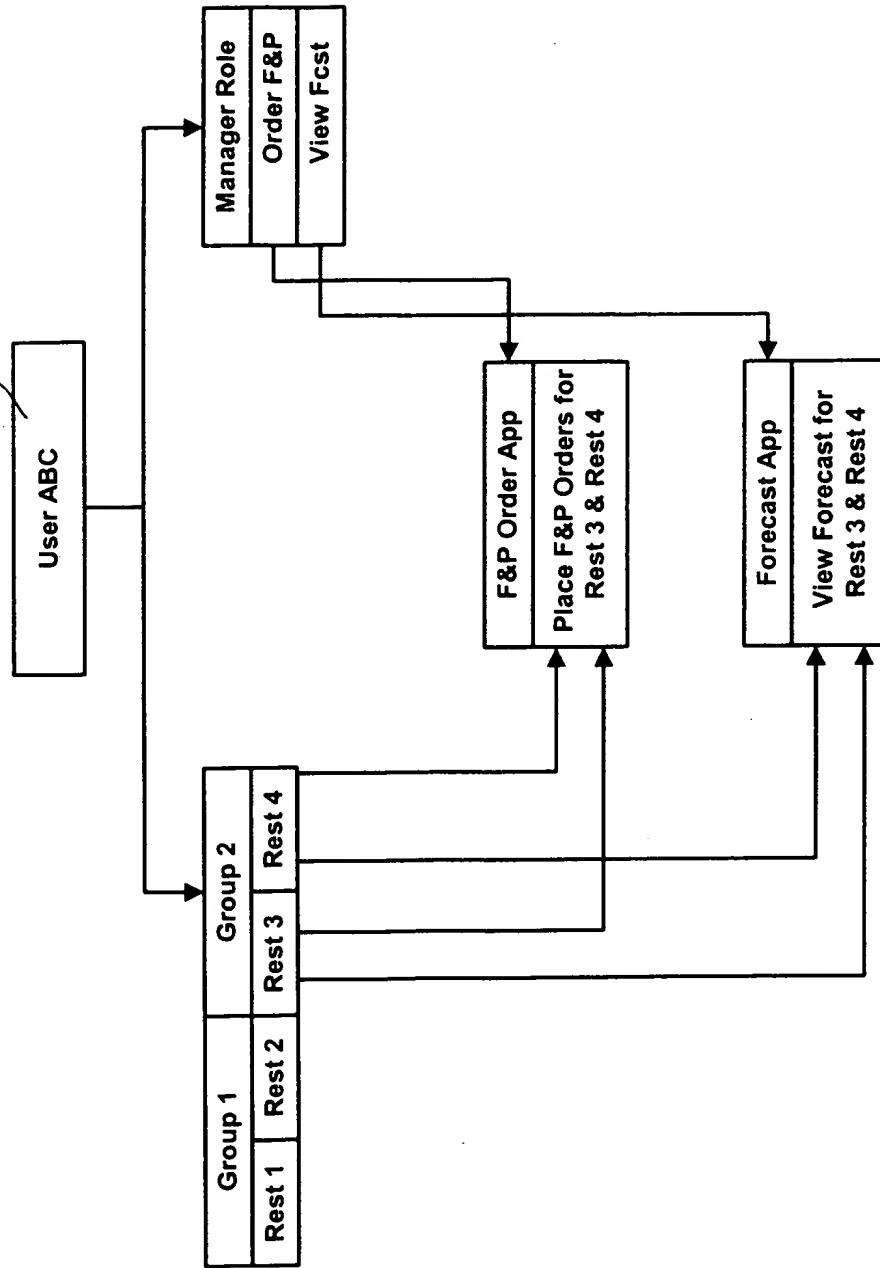 User ABC
Group 1
Group 2
Rest 1
Rest 2
Rest 3
Rest 4
Manager Role
Order F&P
View Fcst
F&P Order App
Place F&P Orders for
Rest 3 & Rest 4
Forecast App
View Forecast for
Rest 3 & Rest 4